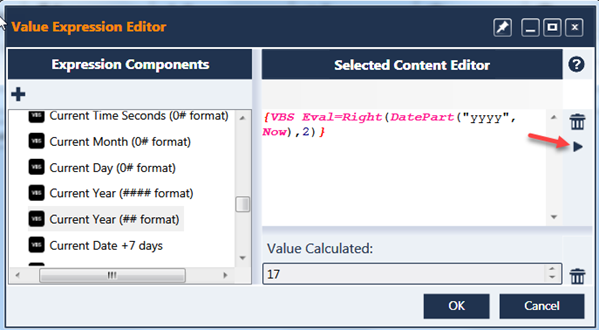 Value Expression Editor
Expression Components
Selected Content Editor
VBS Current Time Seconds (0# format)
VBS Current Month (0# format)
VBS Current Day (0# format)
VBS Current Year (#### format)
VBS Current Year (## format)
VBS Current Date +7 days
{VBS Eval=Right(DatePart("yyyy",
Now),2)}
Value Calculated:
17
OK
Cancel